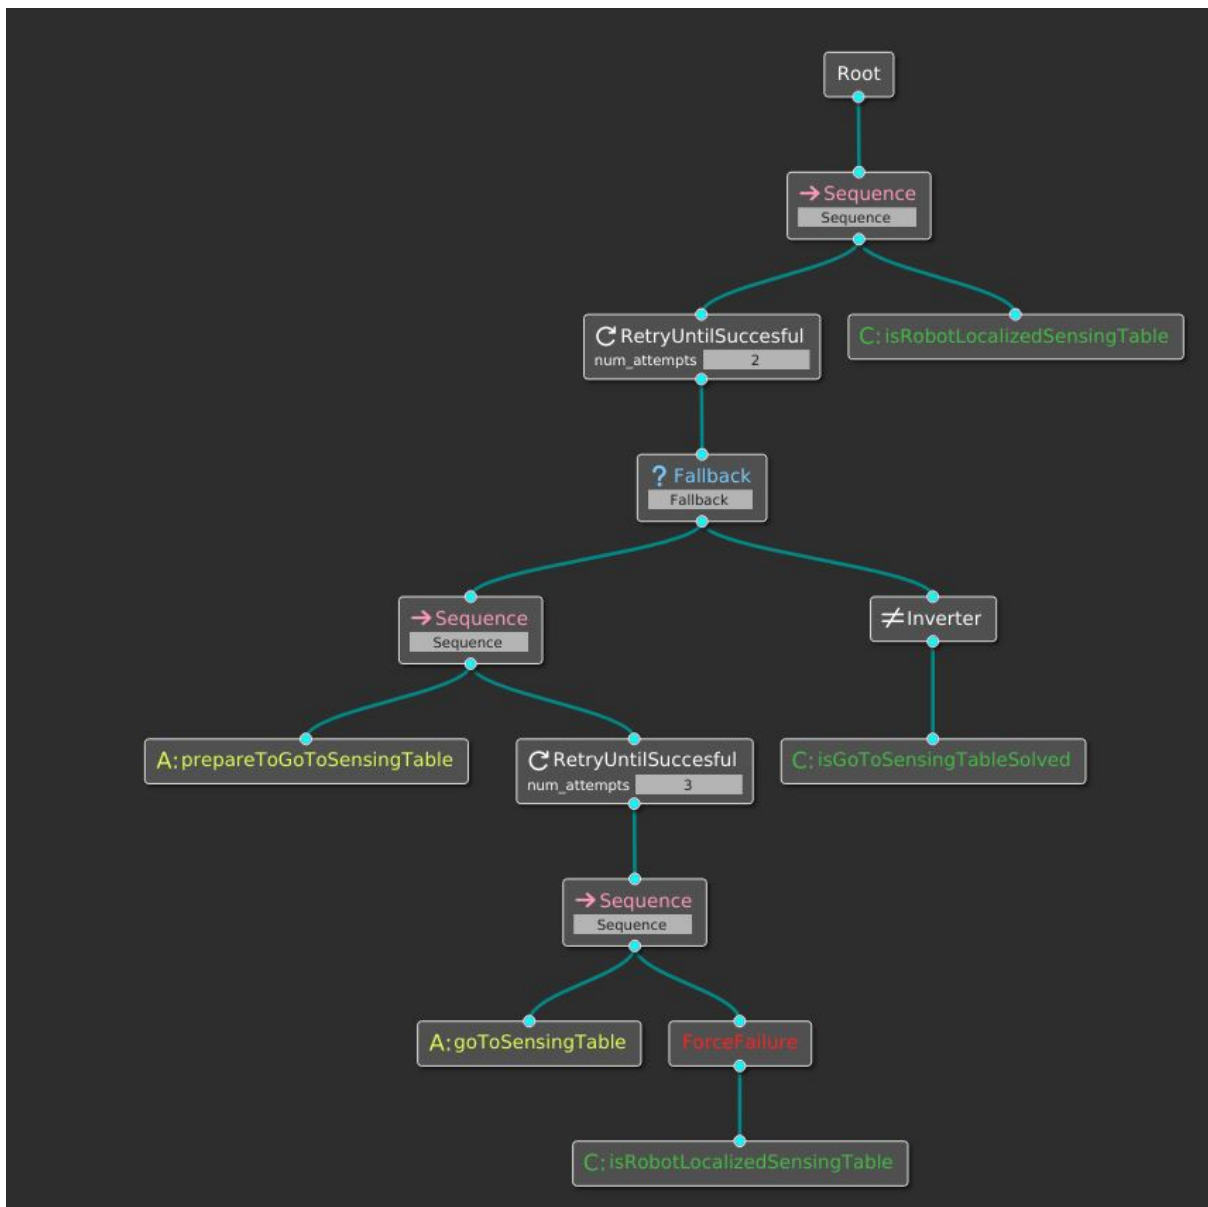 Root
→Sequence
Sequence
RetryUntilSuccesful
num_attempts 2
C:isRobotLocalizedSensingTable
? Fallback
Fallback
→Sequence
Sequence
≠Inverter
A:prepareToGoToSensingTable
RetryUntilSuccesful
num_attempts 3
C:isGoToSensingTableSolved
→Sequence
Sequence
A:goToSensingTable
ForceFailure
C:isRobotLocalizedSensingTable